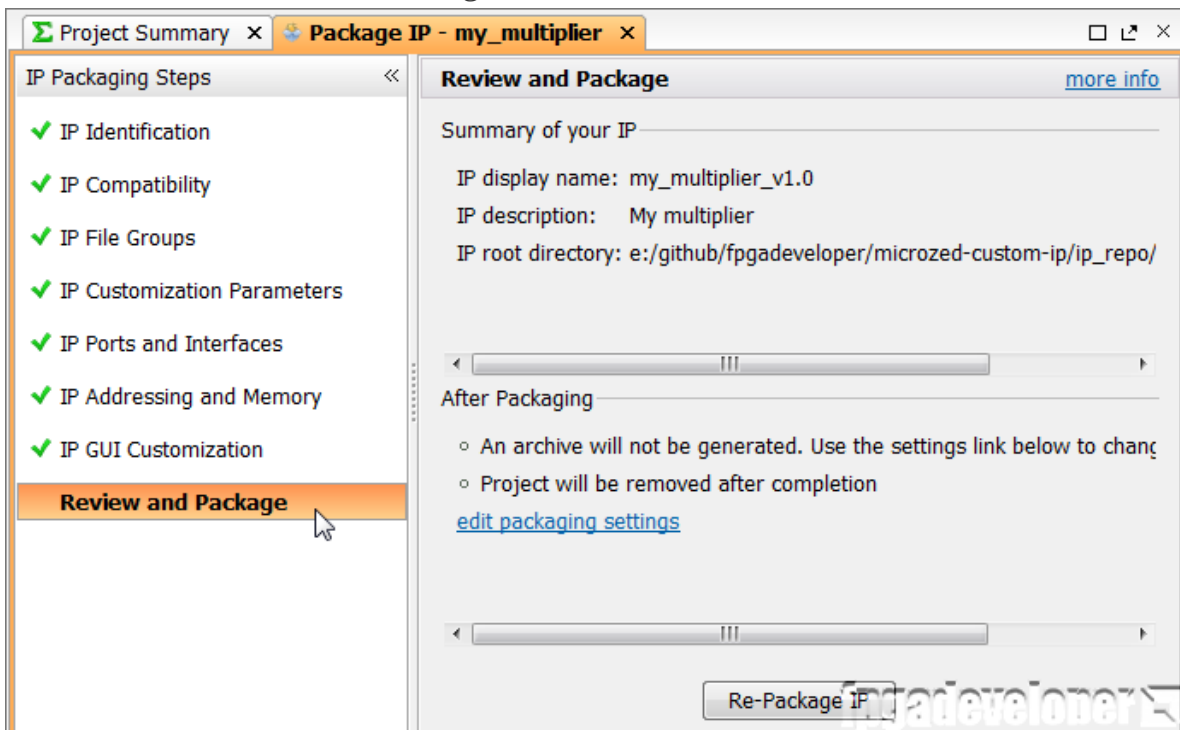 Project Summary
Package IP - my_multiplier
IP Packaging Steps
IP Identification
IP Compatibility
IP File Groups
IP Customization Parameters
IP Ports and Interfaces
IP Addressing and Memory
IP GUI Customization
Review and Package
Review and Package
more info
Summary of your IP
IP display name: my_multiplier_v1.0
IP description: My multiplier
IP root directory: e:/github/fpgadeveloper/microzed-custom-ip/ip_repo/
After Packaging
An archive will not be generated. Use the settings link below to chang
Project will be removed after completion
edit packaging settings
Re-Package IP
fpgadeveloper